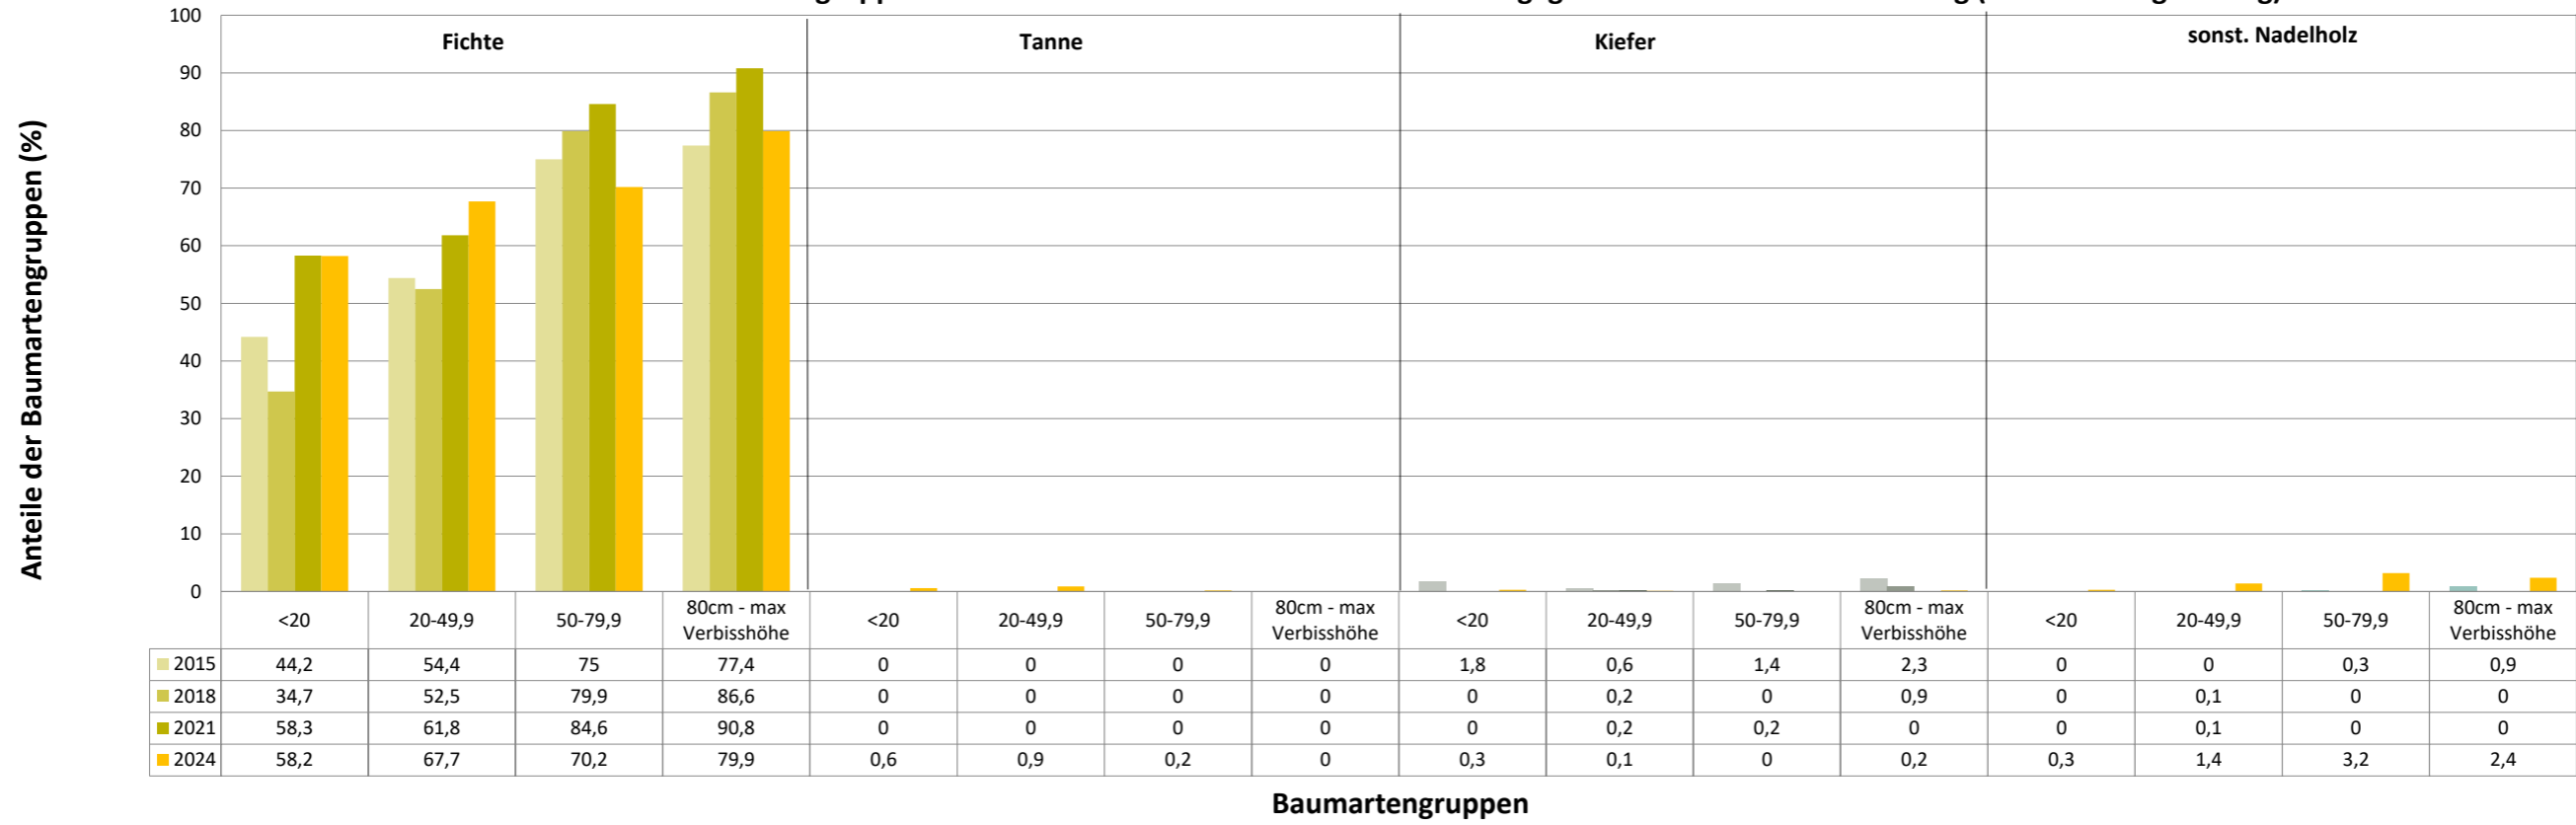 100
Fichte Tanne Kiefer sonst. Nadelholz
90
80
70
60
50
40
30
20
10
0
Anteile der Baumartengruppen (%)
<20 20-49,9 50-79,9 80cm - max Verbisshöhe <20 20-49,9 50-79,9 80cm - max Verbisshöhe <20 20-49,9 50-79,9 80cm - max Verbisshöhe <20 20-49,9 50-79,9 80cm - max Verbisshöhe
2015 44,2 54,4 75 77,4 0 0 0 0 1,8 0,6 1,4 2,3 0 0 0,3 0,9
2018 34,7 52,5 79,9 86,6 0 0 0 0 0 0,2 0 0,9 0 0,1 0 0
2021 58,3 61,8 84,6 90,8 0 0 0 0 0 0,2 0,2 0 0 0,1 0 0
2024 58,2 67,7 70,2 79,9 0,6 0,9 0,2 0 0,3 0,1 0 0,2 0,3 1,4 3,2 2,4
Baumartengruppen